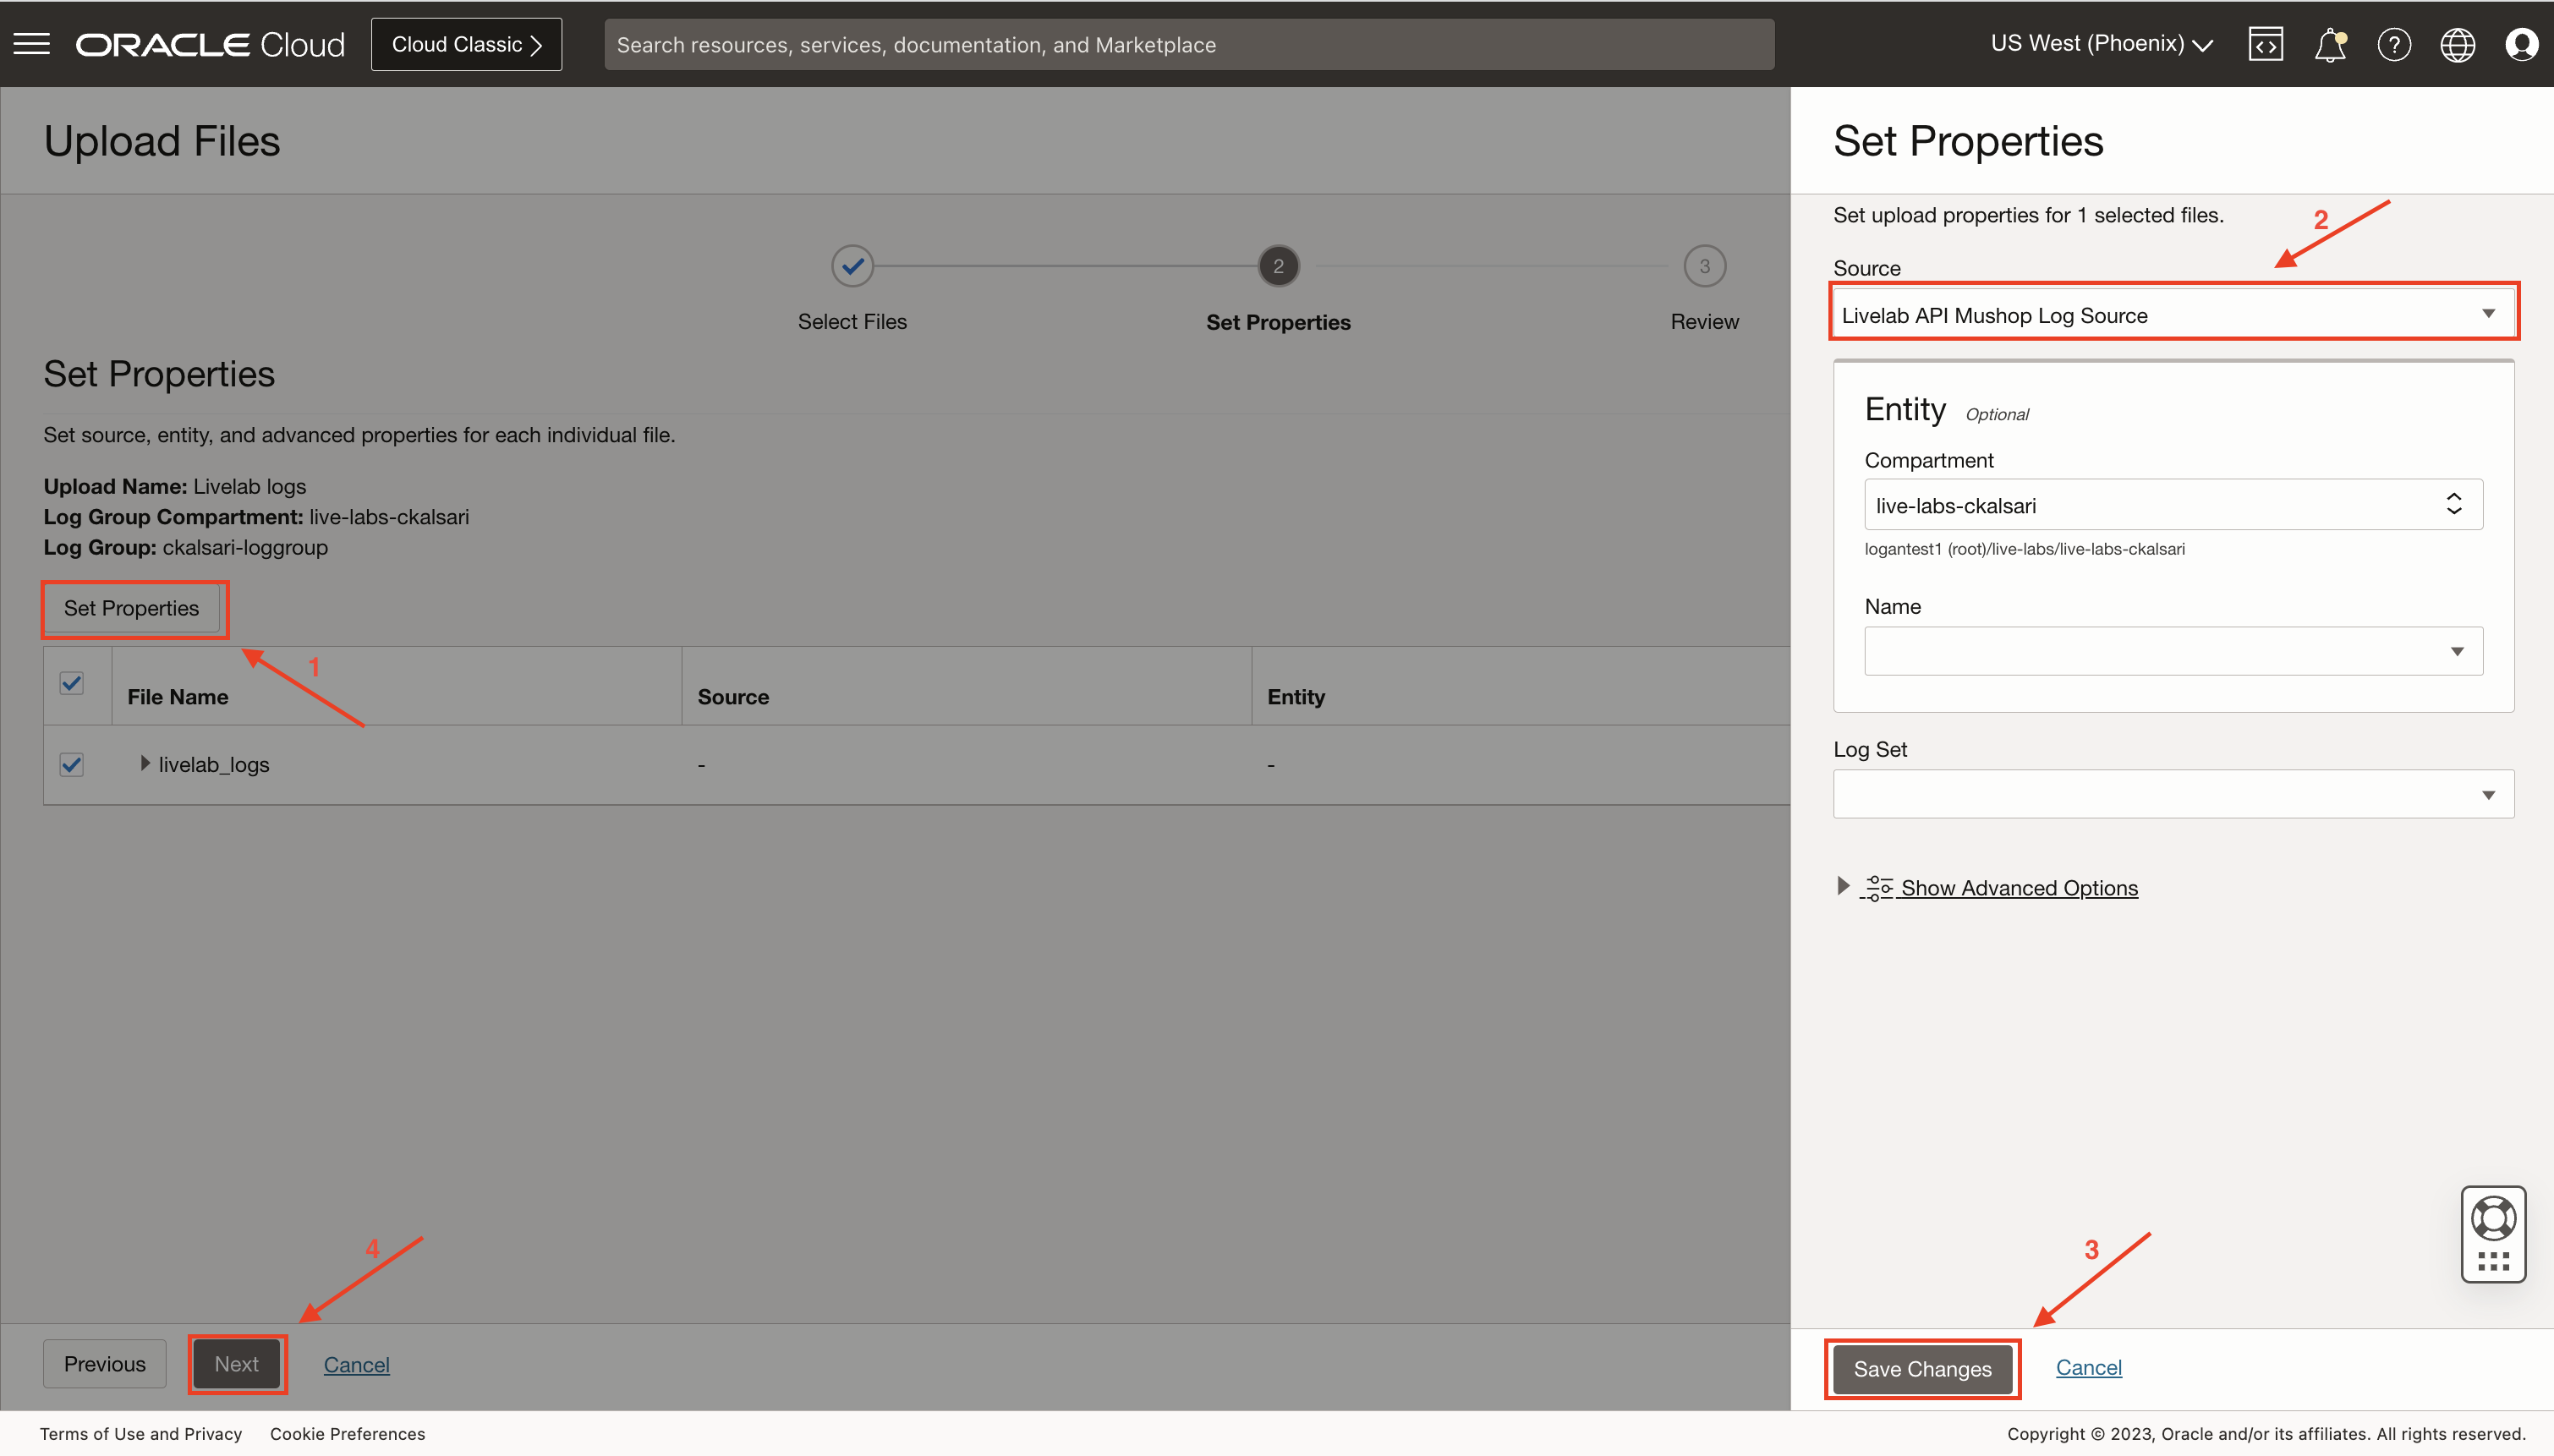 ORACLE Cloud
Cloud Classic
Search resources, services, documentation, and Marketplace
US West (Phoenix)
?
Upload Files
2
3
Select Files
Set Properties
Review
Set Properties
Set source, entity, and advanced properties for each individual file.
Upload Name: Livelab logs
Log Group Compartment: live-labs-ckalsari
Log Group: ckalsari-loggroup
Set Properties
1
File Name
Source
Entity
livelab_logs
-
-
4
Previous
Next
Cancel
Set Properties
Set upload properties for 1 selected files.
2
Source
Livelab API Mushop Log Source
Entity Optional
Compartment
live-labs-ckalsari
logantest1 (root)/live-labs/live-labs-ckalsari
Name
Log Set
Show Advanced Options
3
Save Changes
Cancel
Terms of Use and Privacy
Cookie Preferences
Copyright © 2023, Oracle and/or its affiliates. All rights reserved.